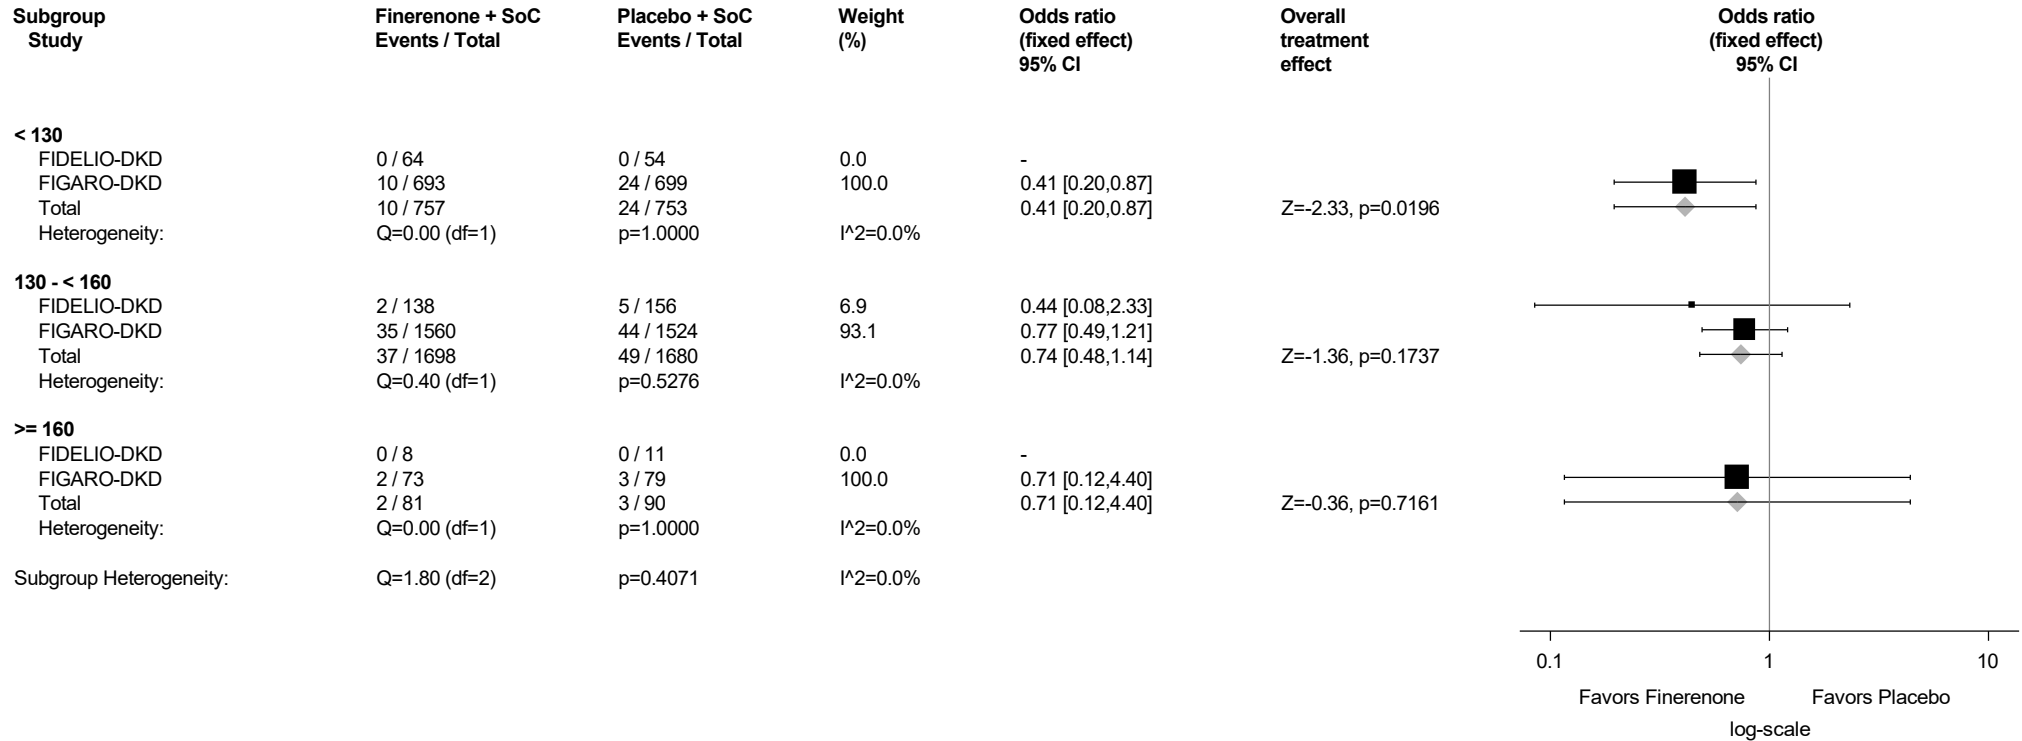 Subgroup Finerenone + SoC Placebo + SoC Weight Odds ratio Overall Odds ratio
Study Events / Total Events / Total (%) (fixed effect) treatment (fixed effect)
95% CI effect 95% CI
< 130
FIDELIO-DKD 0 / 64 0 / 54 0.0 -
FIGARO-DKD 10 / 693 24 / 699 100.0 0.41 [0.20,0.87]
Total 10 / 757 24 / 753 0.41 [0.20,0.87] Z=-2.33, p=0.0196
Heterogeneity: Q=0.00 (df=1) p=1.0000 I^2=0.0%
130 - < 160
FIDELIO-DKD 2 / 138 5 / 156 6.9 0.44 [0.08,2.33]
FIGARO-DKD 35 / 1560 44 / 1524 93.1 0.77 [0.49,1.21]
Total 37 / 1698 49 / 1680 0.74 [0.48,1.14] Z=-1.36, p=0.1737
Heterogeneity: Q=0.40 (df=1) p=0.5276 I^2=0.0%
>= 160
FIDELIO-DKD 0 / 8 0 / 11 0.0 -
FIGARO-DKD 2 / 73 3 / 79 100.0 0.71 [0.12,4.40]
Total 2 / 81 3 / 90 0.71 [0.12,4.40] Z=-0.36, p=0.7161
Heterogeneity: Q=0.00 (df=1) p=1.0000 I^2=0.0%
Subgroup Heterogeneity: Q=1.80 (df=2) p=0.4071 I^2=0.0%
0.1 1 10
Favors Finerenone Favors Placebo
log-scale